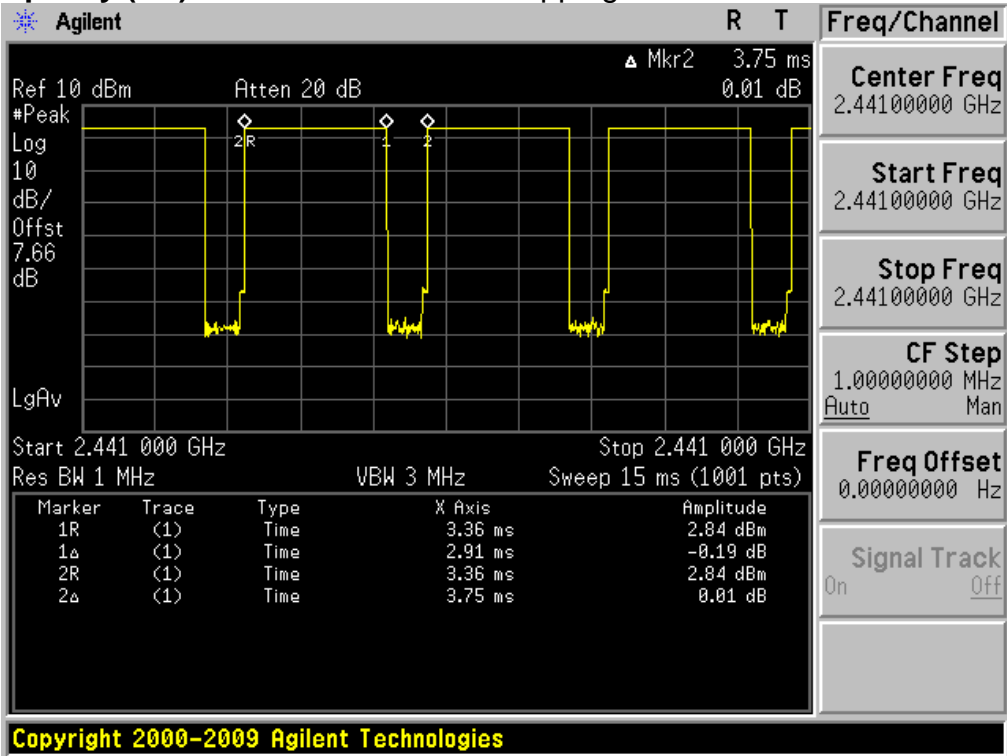 Agilent R T Freq/Channel
▵ Mkr2 3.75 ms
Ref 10 dBm Atten 20 dB 0.01 dB
#Peak
Log
10
dB/
Offst
7.66
dB
LgAv
2R 1 2
Start 2.441 000 GHz Stop 2.441 000 GHz
Res BW 1 MHz VBW 3 MHz Sweep 15 ms (1001 pts)
Marker Trace Type X Axis Amplitude
1R (1) Time 3.36 ms 2.84 dBm
1▵ (1) Time 2.91 ms -0.19 dB
2R (1) Time 3.36 ms 2.84 dBm
2▵ (1) Time 3.75 ms 0.01 dB
Center Freq
2.44100000 GHz
Start Freq
2.44100000 GHz
Stop Freq
2.44100000 GHz
CF Step
1.00000000 MHz
Auto Man
Freq Offset
0.00000000 Hz
Signal Track
On Off
Copyright 2000-2009 Agilent Technologies